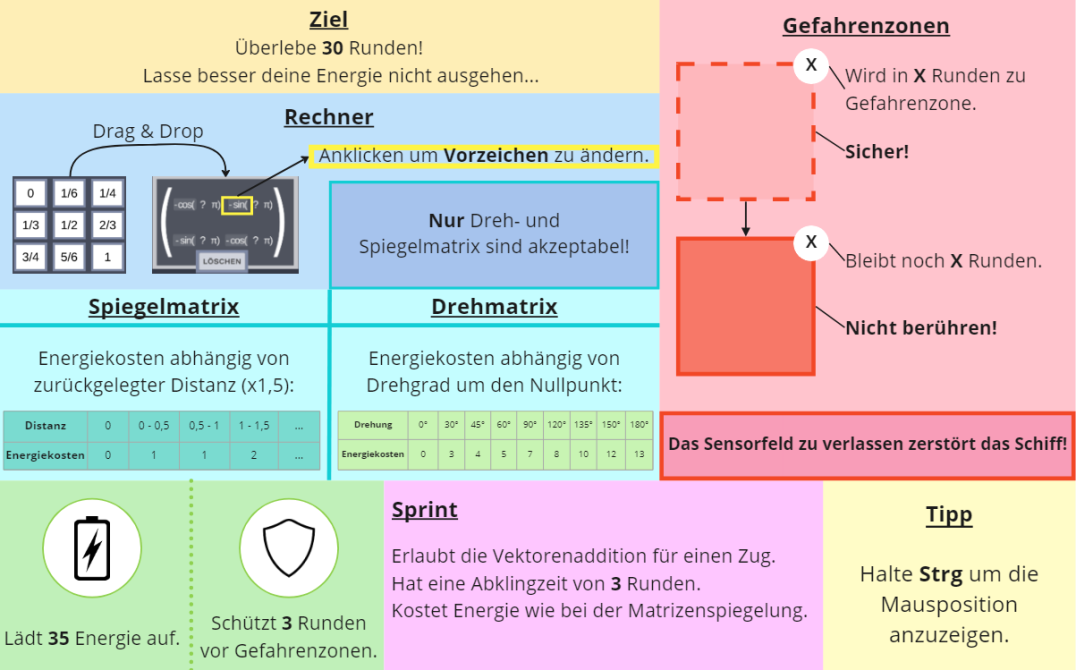 Ziel
Überlebe 30 Runden!
Lasse besser deine Energie nicht ausgehen...
Rechner
Drag & Drop
Anklicken um Vorzeichen zu ändern.
0 1/6 1/4
1/3 1/2 2/3
3/4 5/6 1
-cos( ? π) -sin( ? π)
-sin( ? π) -cos( ? π)
LÖSCHEN
Nur Dreh- und
Spiegelmatrix sind akzeptabel!
Spiegelmatrix
Energiekosten abhängig von
zurückgelegter Distanz (x1,5):
Distanz 0 0 - 0,5 0,5 - 1 1 - 1,5 ...
Energiekosten 0 1 1 2 ...
Drehmatrix
Energiekosten abhängig von
Drehgrad um den Nullpunkt:
Drehung 0° 30° 45° 60° 90° 120° 135° 150° 180°
Energiekosten 0 3 4 5 7 8 10 12 13
Gefahrenzonen
X
Wird in X Runden zu
Gefahrenzone.
Sicher!
X
Bleibt noch X Runden.
Nicht berühren!
Das Sensorfeld zu verlassen zerstört das Schiff!
Lädt 35 Energie auf.
Schützt 3 Runden
vor Gefahrenzonen.
Sprint
Erlaubt die Vektorenaddition für einen Zug.
Hat eine Abklingzeit von 3 Runden.
Kostet Energie wie bei der Matrizenspiegelung.
Tipp
Halte Strg um die
Mausposition
anzuzeigen.